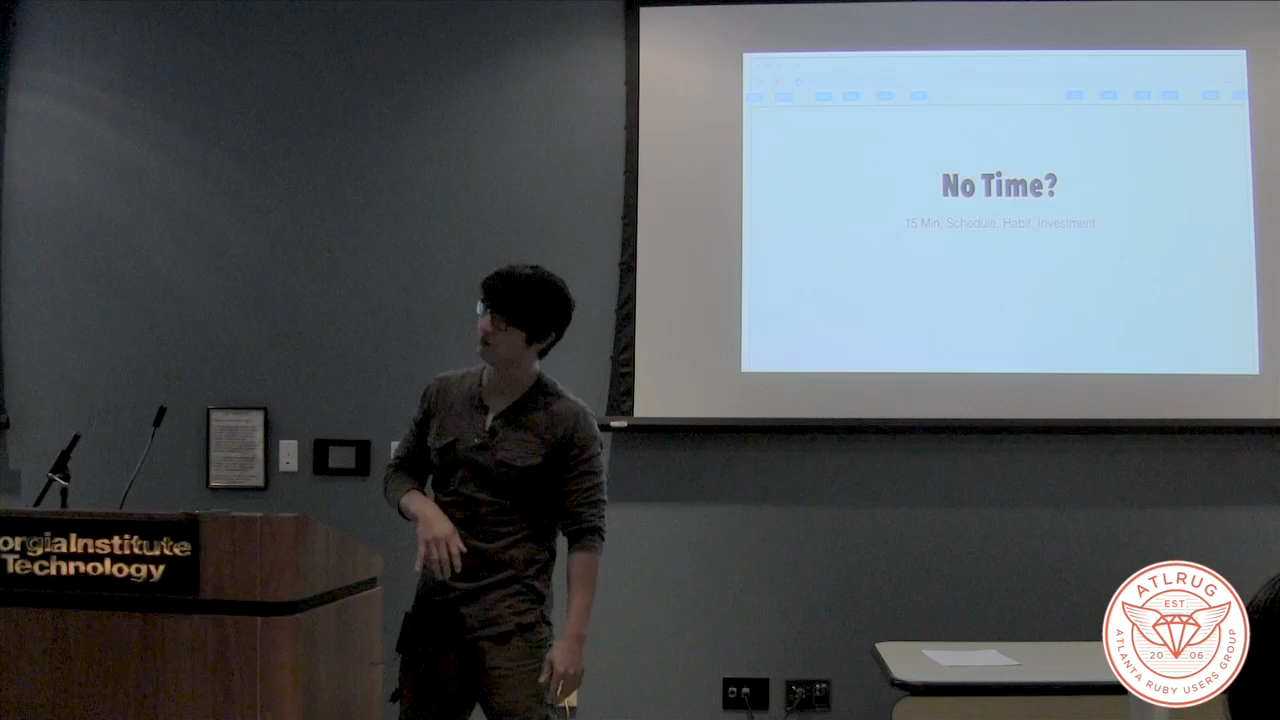 No Time?
15 Min, Schedule, Habit, Investment
orgiaInstitute
Technology
ATLRUG
EST.
20 06
ATLANTA RUBY USERS GROUP